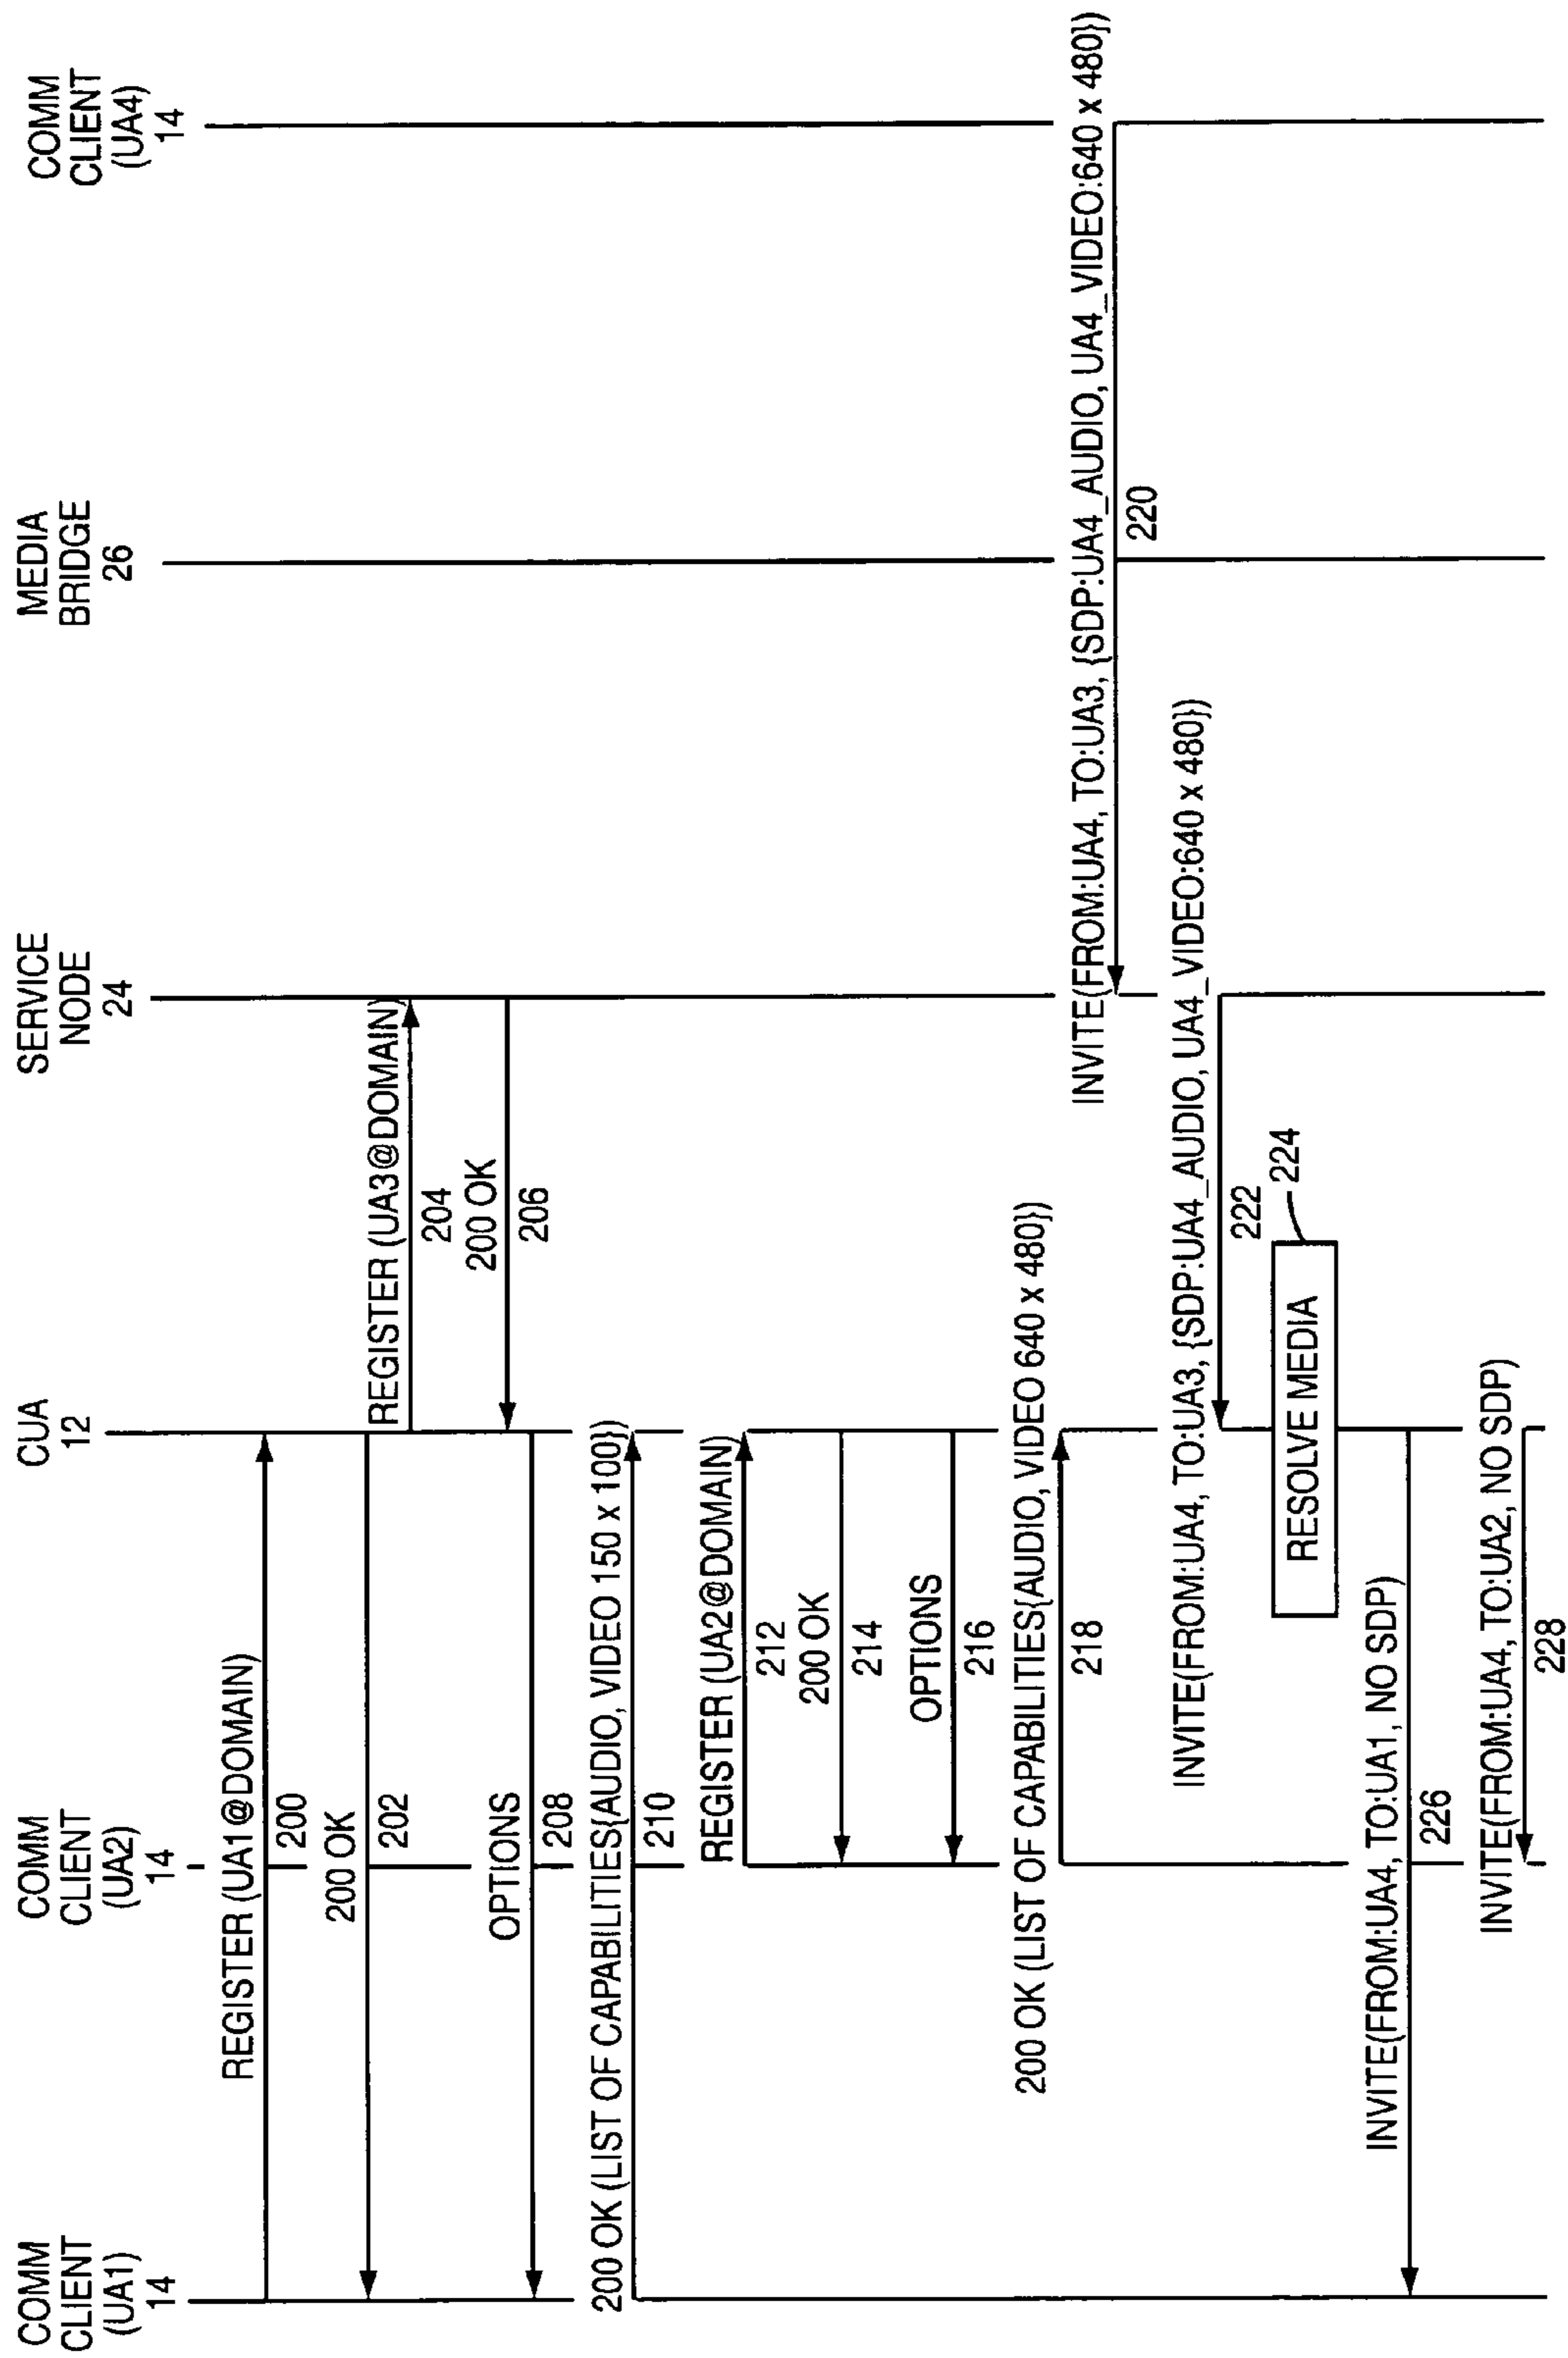 COMM
CLIENT
(UA1)
14
COMM
CLIENT
(UA2)
14
CUA
12
SERVICE
NODE
24
MEDIA
BRIDGE
26
COMM
CLIENT
(UA4)
14
REGISTER (UA1@DOMAIN)
200
200 OK
202
REGISTER (UA3@DOMAIN)
204
200 OK
206
OPTIONS
208
200 OK (LIST OF CAPABILITIES{AUDIO, VIDEO 150 x 100})
210
REGISTER (UA2@DOMAIN)
212
200 OK
214
OPTIONS
216
200 OK (LIST OF CAPABILITIES{AUDIO, VIDEO 640 x 480})
218
INVITE(FROM:UA4, TO:UA3, {SDP:UA4_AUDIO, UA4_VIDEO:640 x 480})
220
INVITE(FROM:UA4, TO:UA3, {SDP:UA4_AUDIO, UA4_VIDEO:640 x 480})
222
RESOLVE MEDIA
224
INVITE(FROM:UA4, TO:UA1, NO SDP)
226
INVITE(FROM:UA4, TO:UA2, NO SDP)
228